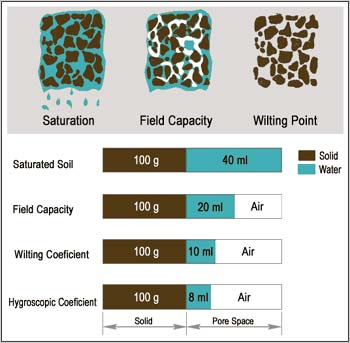 Saturation Field Capacity Wilting Point
Solid
Water
Saturated Soil 100 g 40 ml
Field Capacity 100 g 20 ml Air
Wilting Coeficient 100 g 10 ml Air
Hygroscopic Coeficient 100 g 8 ml Air
Solid Pore Space